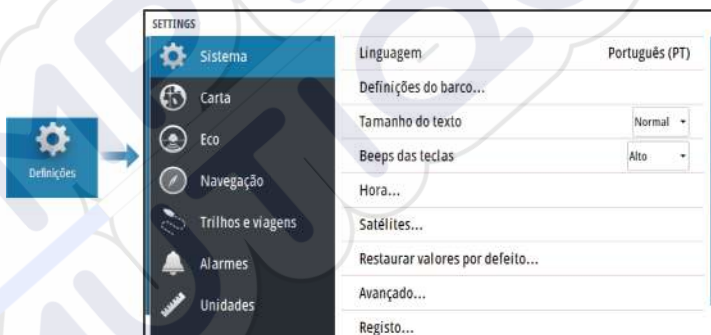 SETTINGS
Definições
Sistema
Carta
Eco
Navegação
Trilhos e viagens
Alarmes
Unidades
Linguagem Português (PT)
Definições do barco...
Tamanho do texto Normal
Beeps das teclas Alto
Hora...
Satélites...
Restaurar valores por defeito...
Avançado...
Registo...